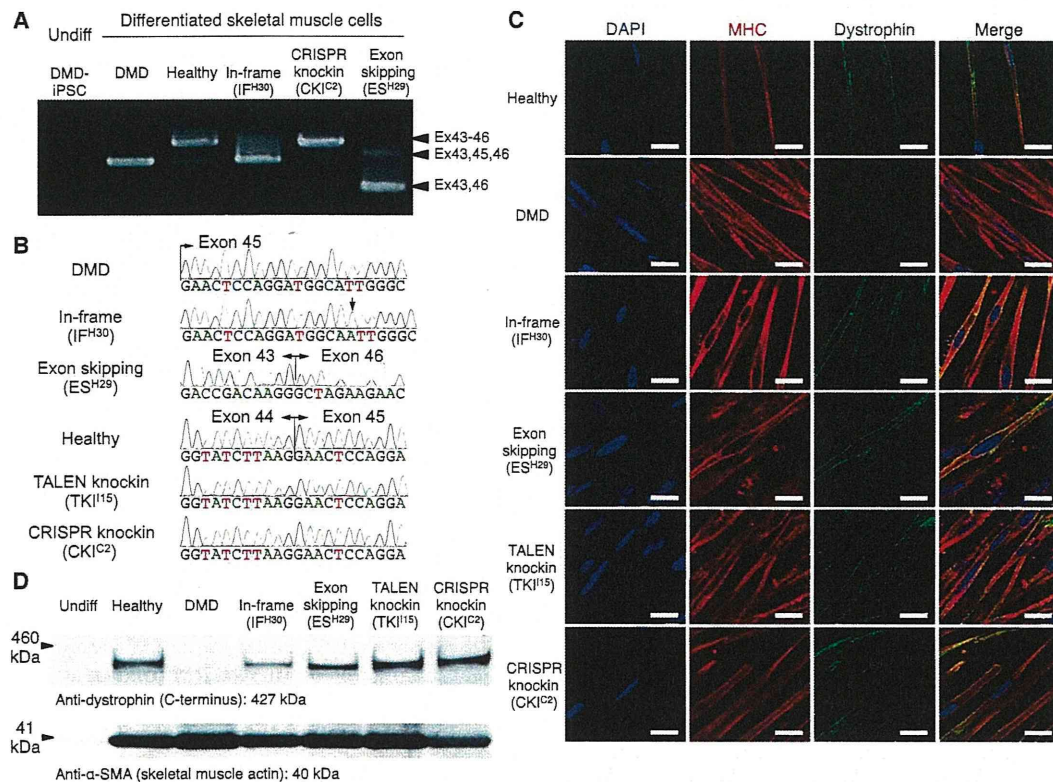 A
Differentiated skeletal muscle cells
Undiff
DMD-
iPSC
DMD
Healthy
In-frame
(IF^H30)
CRISPR
knockin
(CKI^C2)
Exon
skipping
(ES^H29)
Ex43-46
Ex43,45,46
Ex43,46
B
Exon 45
DMD
GAACTCCAGGATGGCATTGGGC
In-frame
(IF^H30)
GAACTCCAGGATGGCAATTGGGC
Exon skipping
(ES^H29)
Exon 43
Exon 46
GACCGACAAGGGCTAGAAGAAC
Healthy
Exon 44
Exon 45
GGTATCTTAAGGAACTCCAGGA
TALEN knockin
(TKI^I15)
GGTATCTTAAGGAACTCCAGGA
CRISPR knockin
(CKI^C2)
GGTATCTTAAGGAACTCCAGGA
C
DAPI
MHC
Dystrophin
Merge
Healthy
DMD
In-frame
(IF^H30)
Exon
skipping
(ES^H29)
TALEN
knockin
(TKI^I15)
CRISPR
knockin
(CKI^C2)
D
Undiff
Healthy
DMD
In-frame
(IF^H30)
Exon
skipping
(ES^H29)
TALEN
knockin
(TKI^I15)
CRISPR
knockin
(CKI^C2)
460
kDa
Anti-dystrophin (C-terminus): 427 kDa
41
kDa
Anti-α-SMA (skeletal muscle actin): 40 kDa